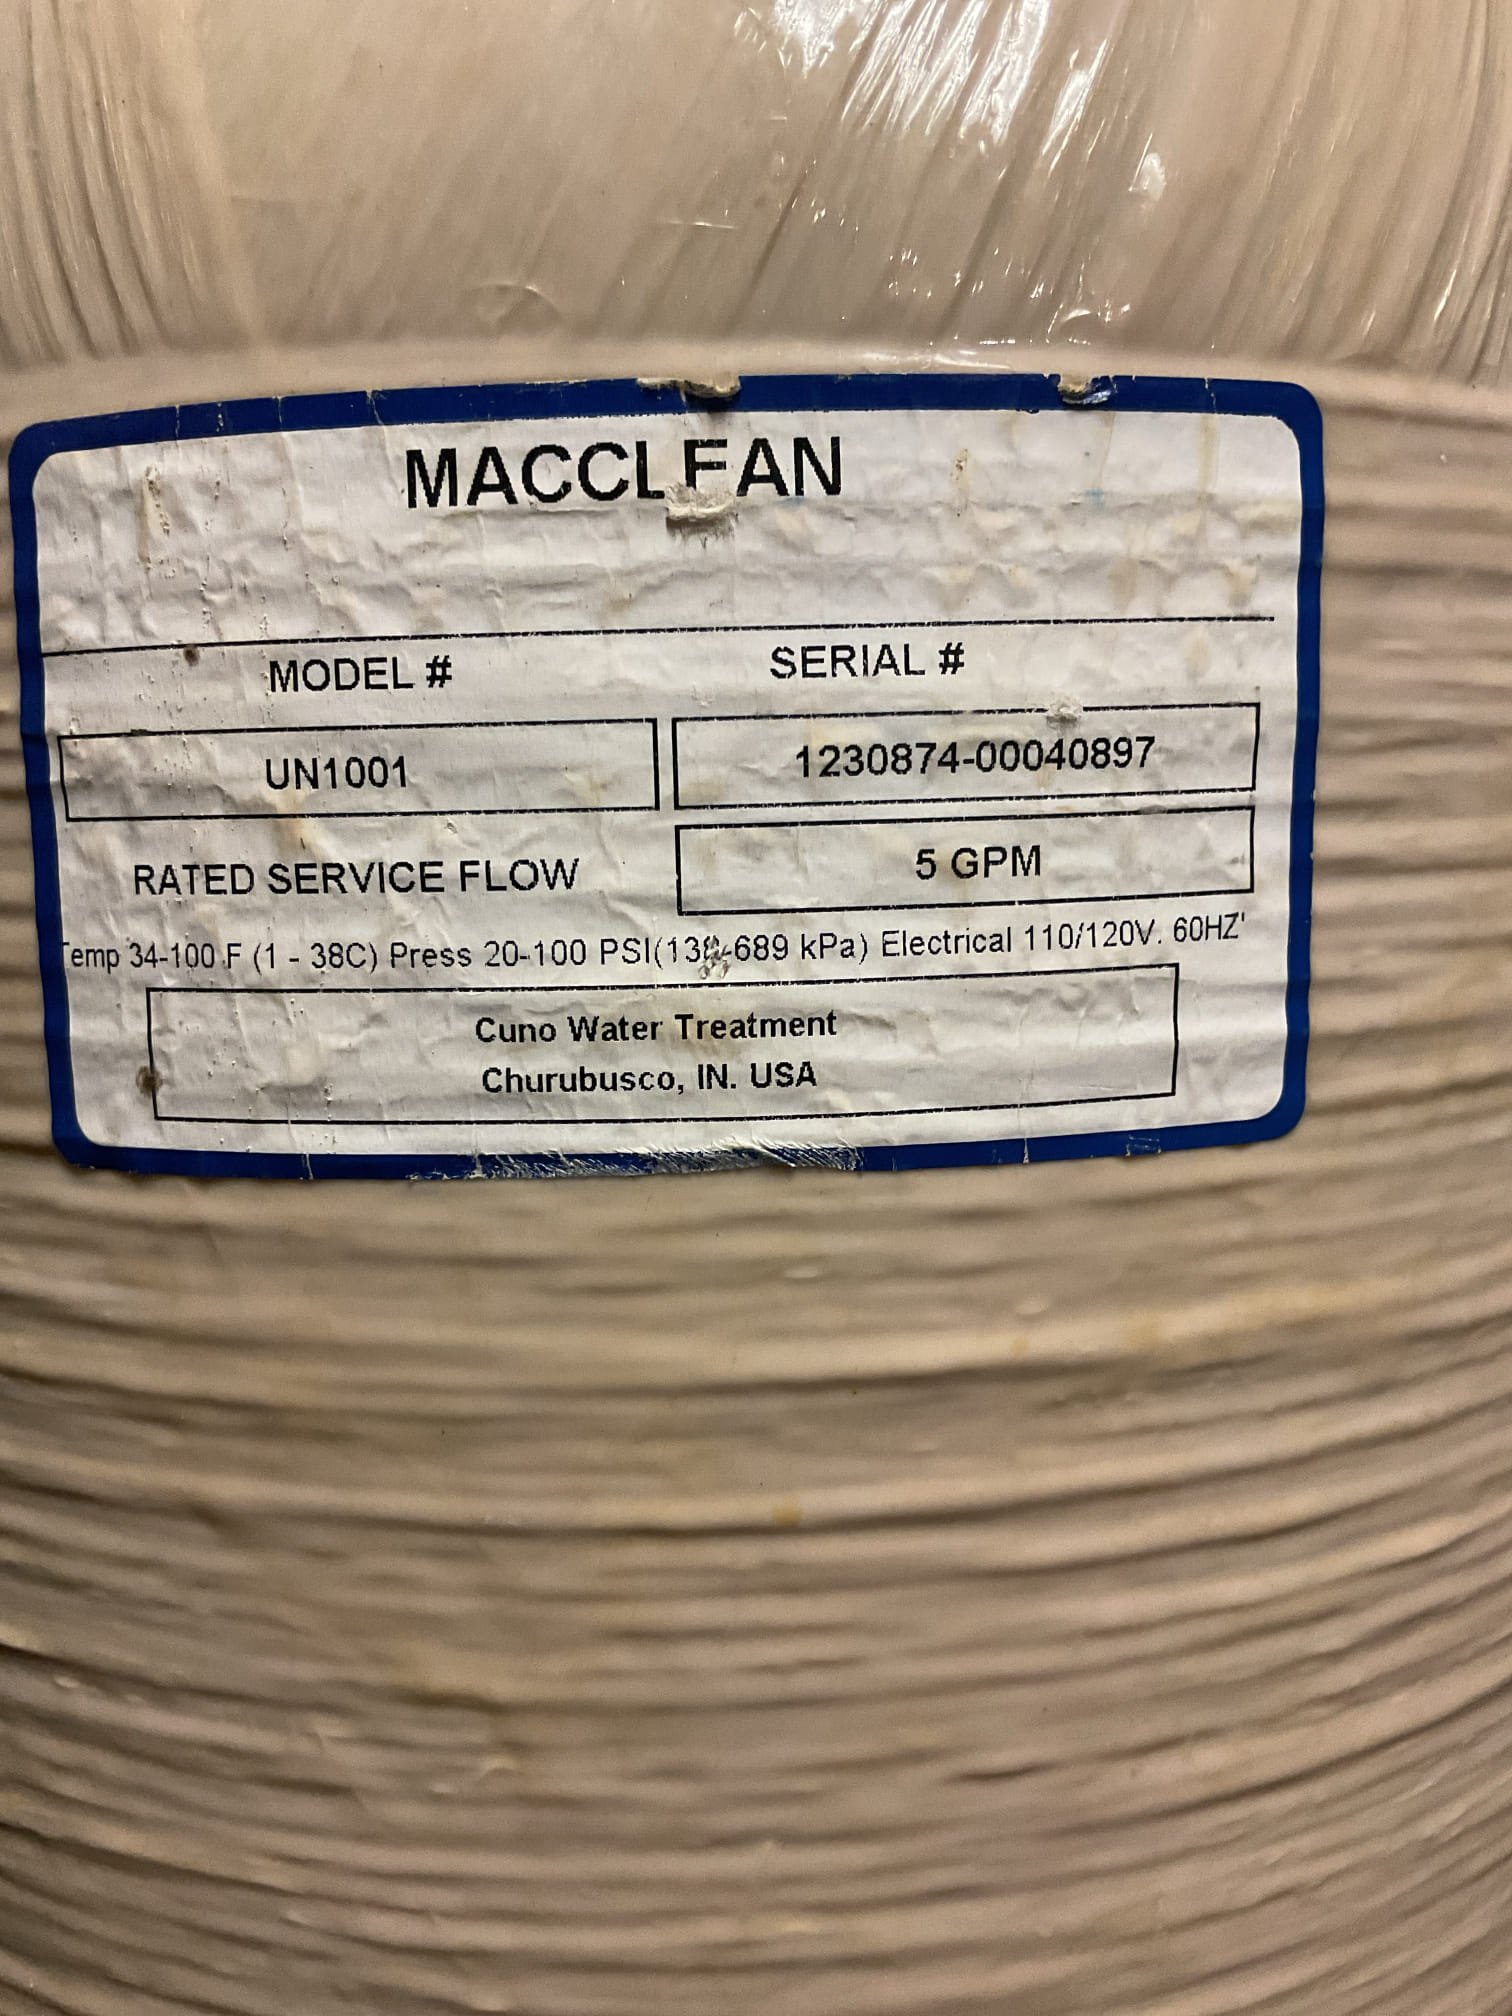 MACCLEAN
MODEL # SERIAL #
UN1001 1230874-00040897
RATED SERVICE FLOW 5 GPM
Temp 34-100 F (1 - 38C) Press 20-100 PSI(138-689 kPa) Electrical 110/120V. 60HZ'
Cuno Water Treatment
Churubusco, IN. USA